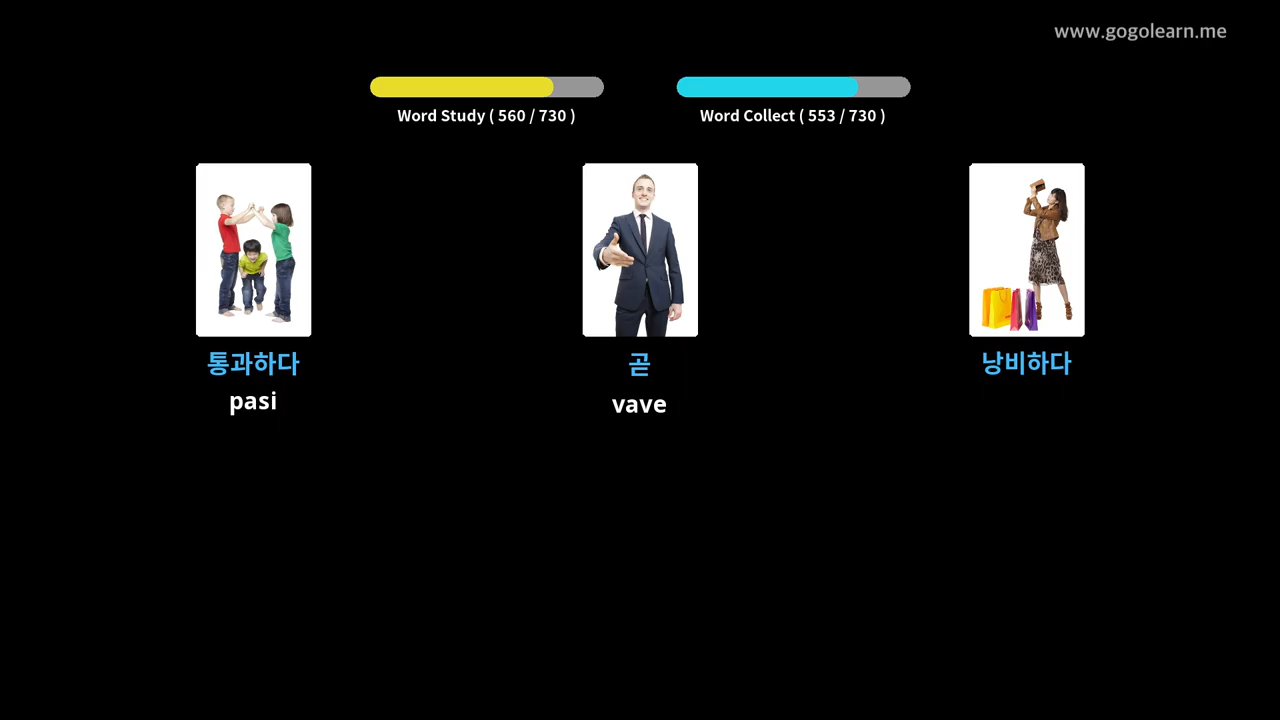 www.gogolearn.me
Word Study ( 560 / 730 )
Word Collect ( 553 / 730 )
통과하다
곧
낭비하다
pasi
vave